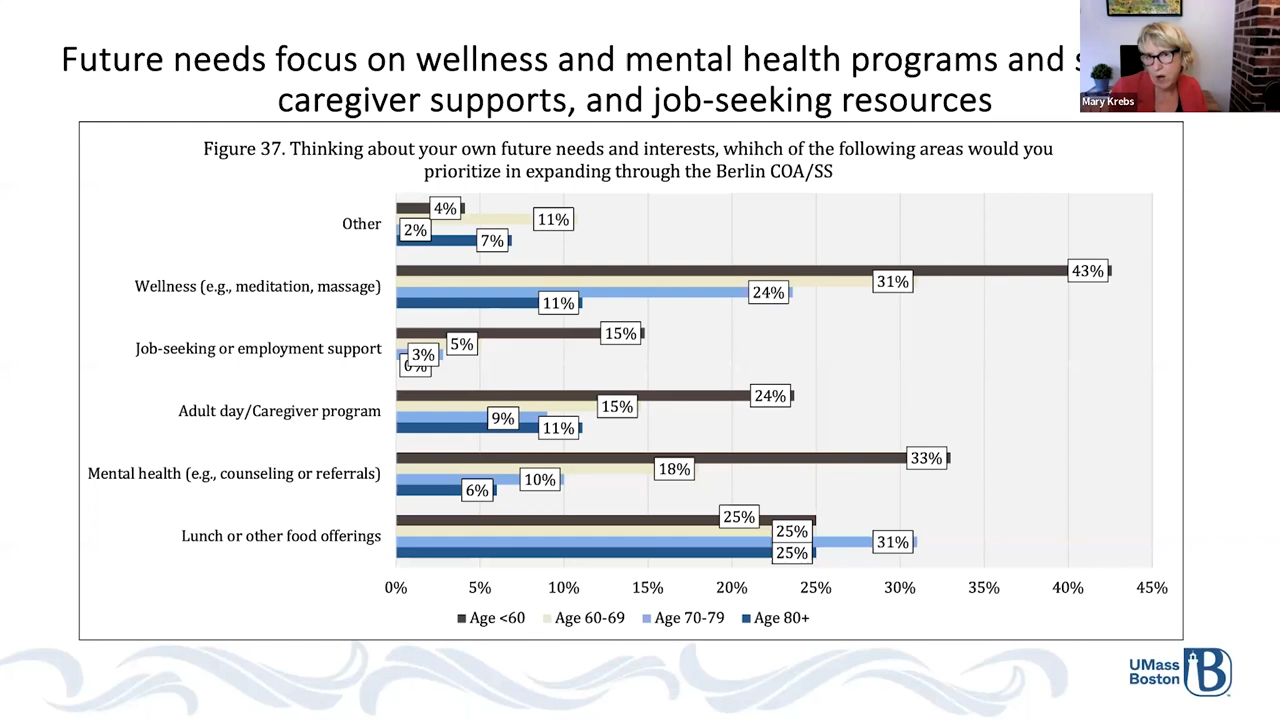 Future needs focus on wellness and mental health programs and
caregiver supports, and job-seeking resources
Mary Krebs
Figure 37. Thinking about your own future needs and interests, whihch of the following areas would you
prioritize in expanding through the Berlin COA/SS
Other
4%
11%
2%
7%
Wellness (e.g., meditation, massage)
43%
31%
24%
11%
Job-seeking or employment support
15%
5%
3%
0%
Adult day/Caregiver program
24%
15%
9%
11%
Mental health (e.g., counseling or referrals)
33%
18%
10%
6%
Lunch or other food offerings
25%
25%
31%
25%
0% 5% 10% 15% 20% 25% 30% 35% 40% 45%
Age <60 Age 60-69 Age 70-79 Age 80+
UMass
Boston
B